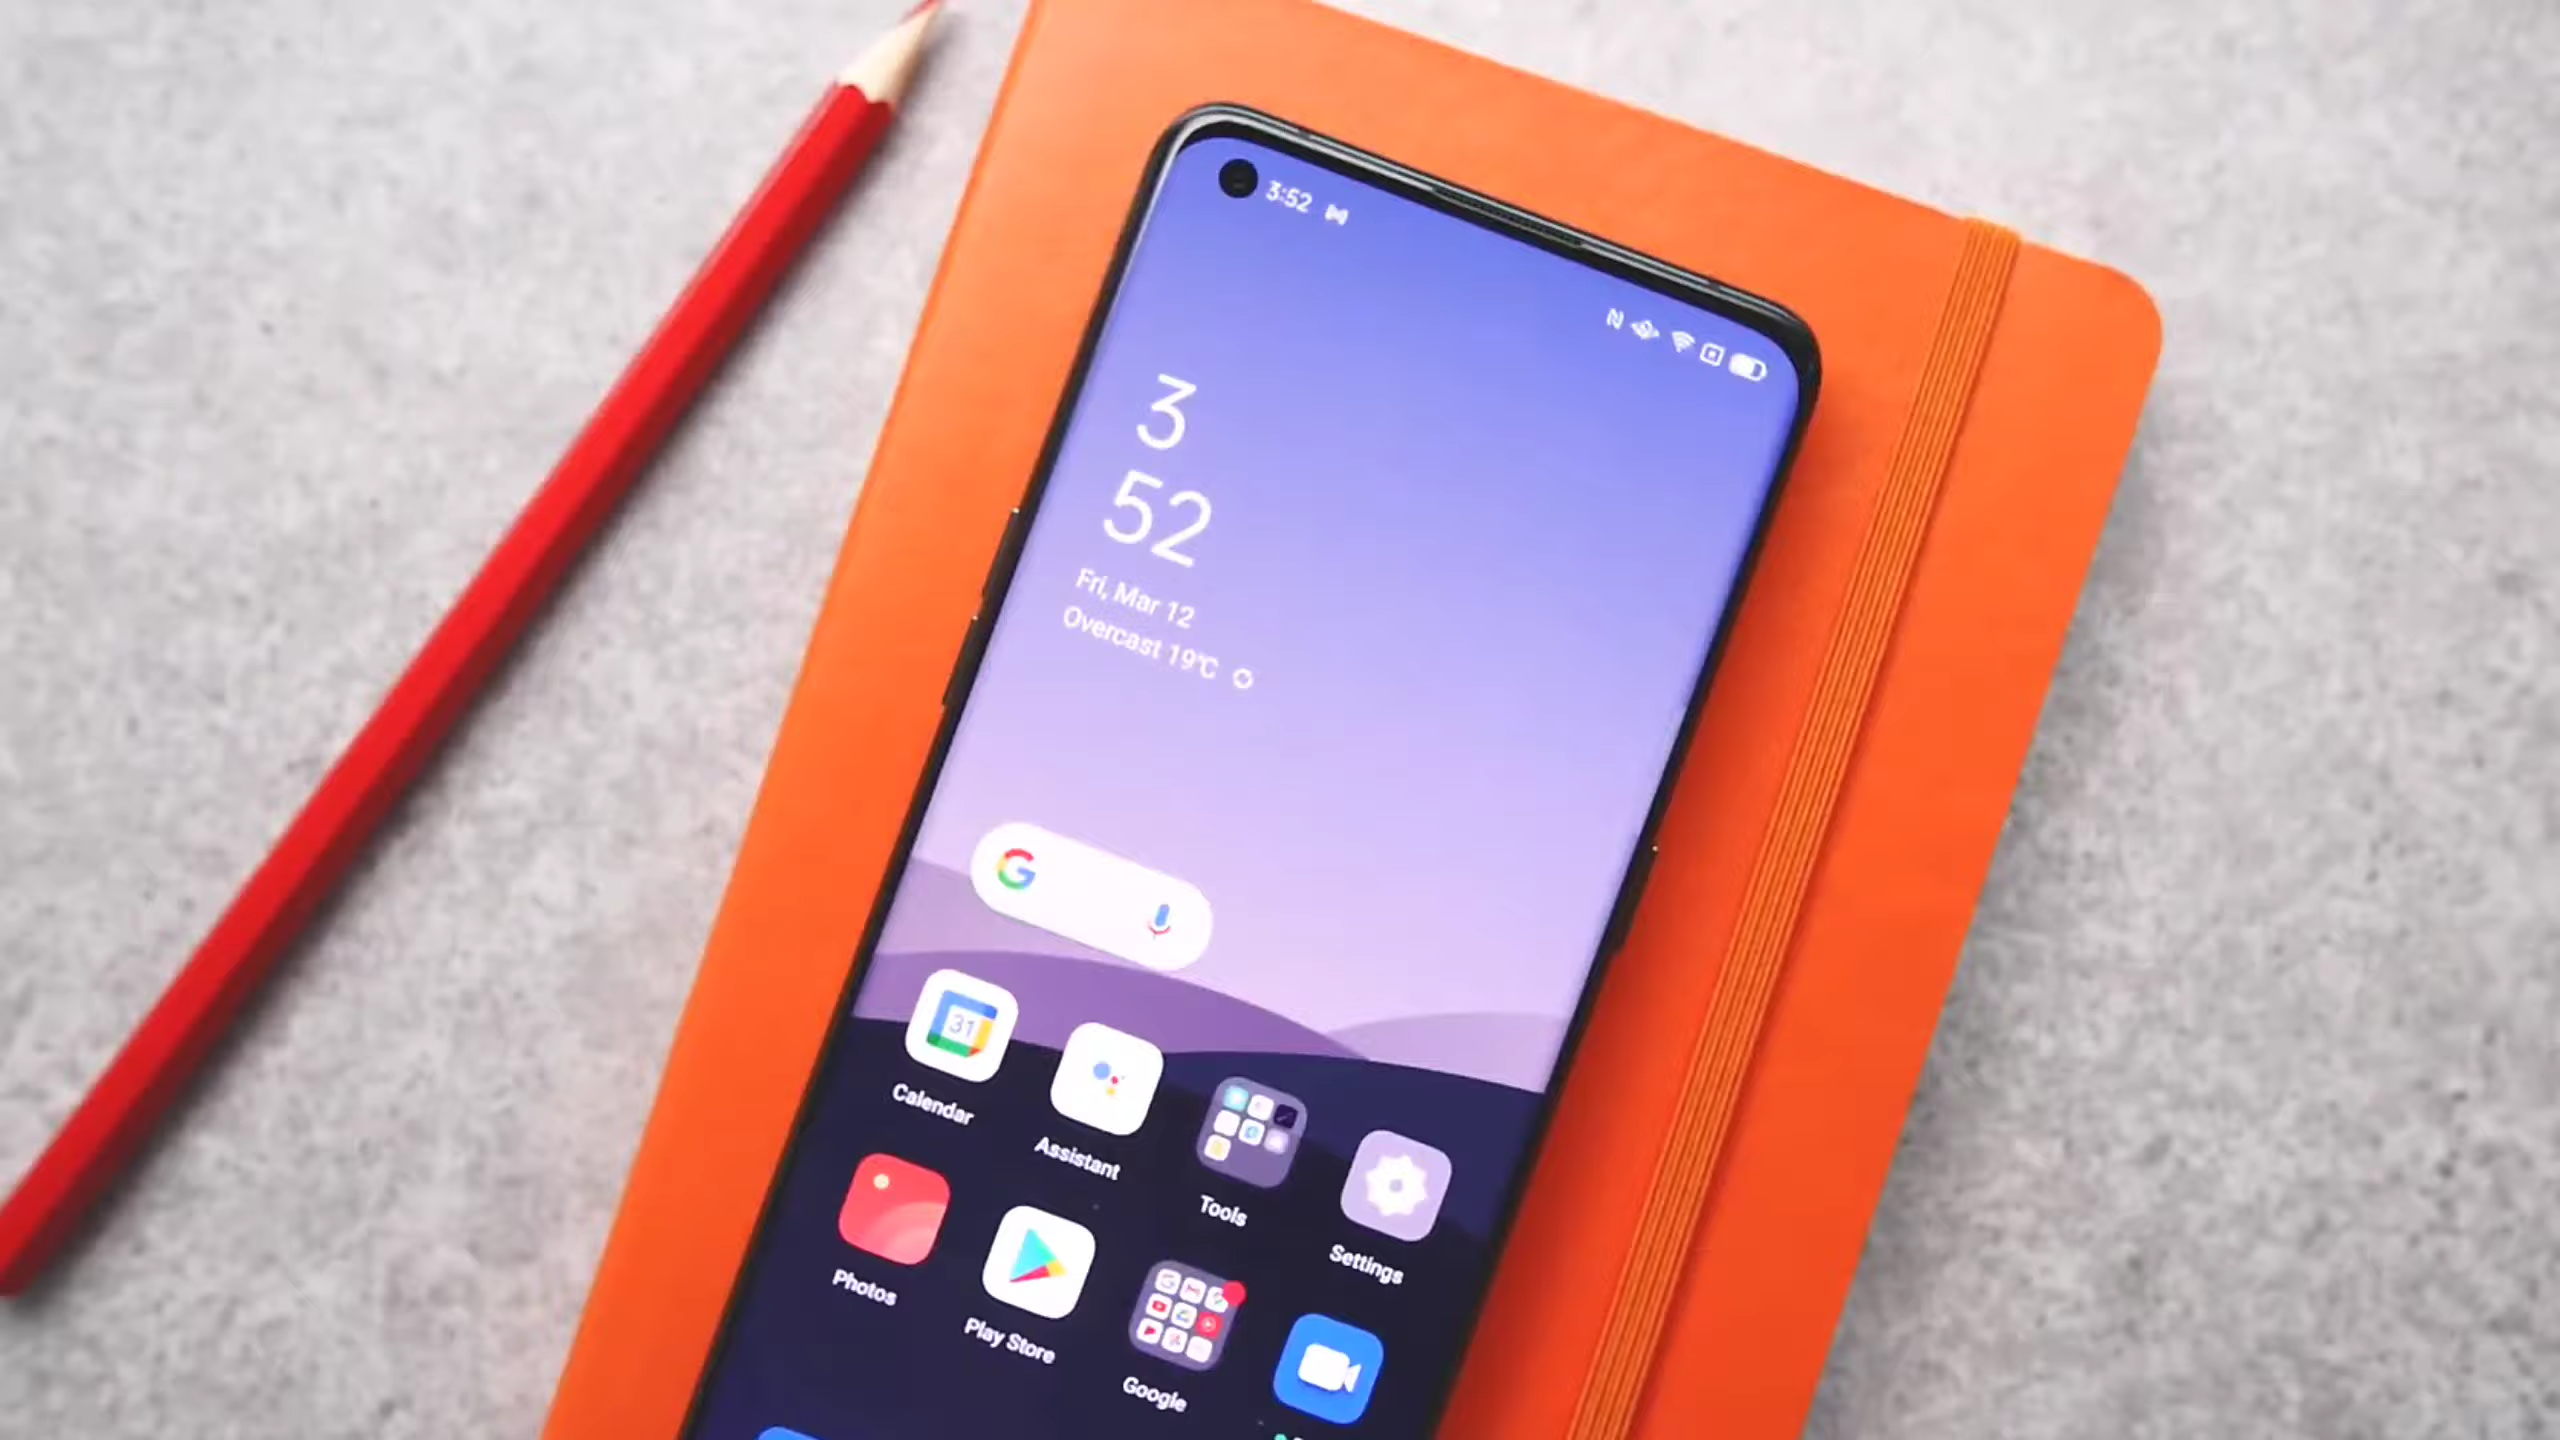 3:52
3
52
Fri, Mar 12
Overcast 19°C
G
31
Calendar
Assistant
Tools
Settings
Photos
Play Store
Google